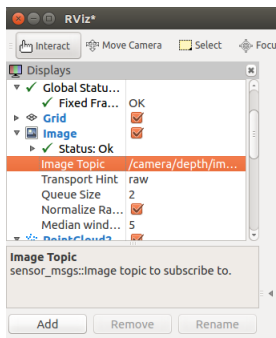 RViz*
Interact Move Camera Select Focu
Displays
Global Statu...
Fixed Fra... OK
Grid
Image
Status: Ok
Image Topic /camera/depth/im...
Transport Hint raw
Queue Size 2
Normalize Ra...
Median wind... 5
PointCloud2
Image Topic
sensor_msgs::Image topic to subscribe to.
Add Remove Rename